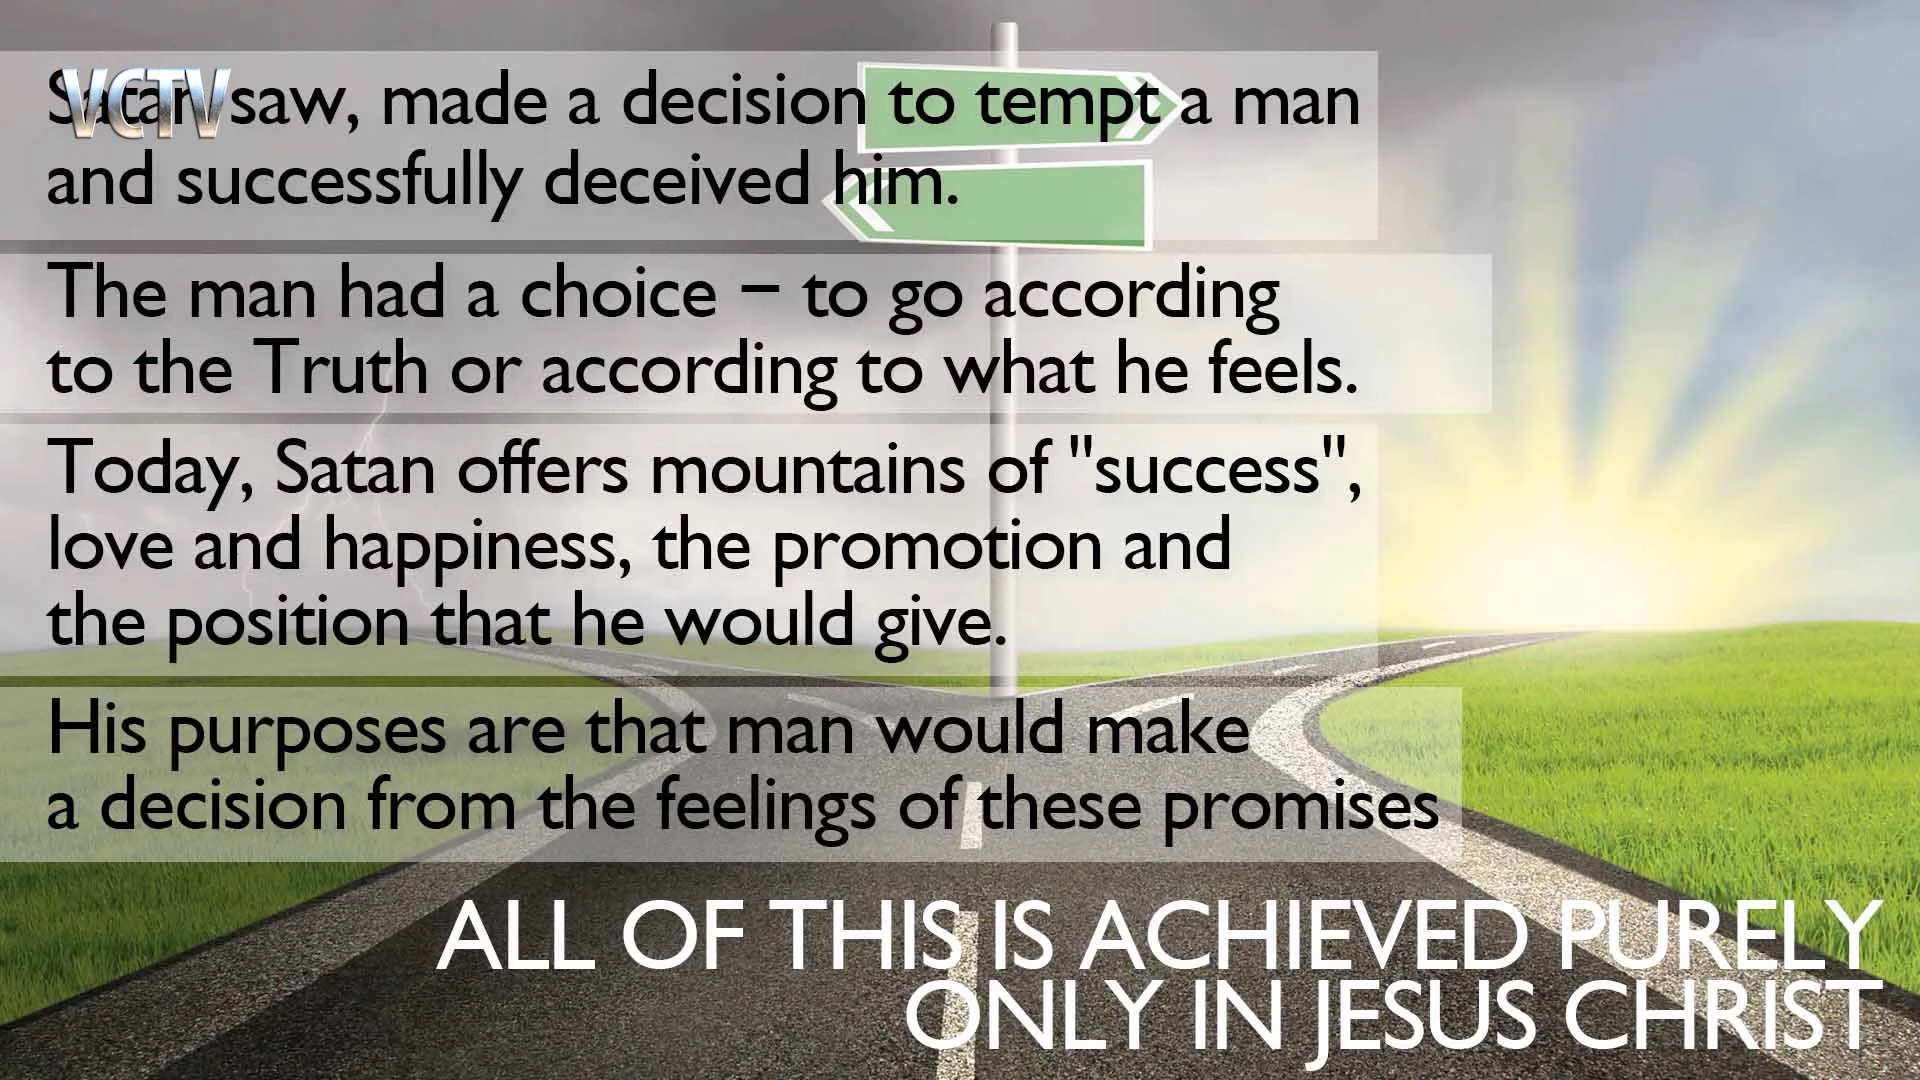 VCTV
Satan saw, made a decision to tempt a man
and successfully deceived him.
The man had a choice – to go according
to the Truth or according to what he feels.
Today, Satan offers mountains of "success",
love and happiness, the promotion and
the position that he would give.
His purposes are that man would make
a decision from the feelings of these promises
ALL OF THIS IS ACHIEVED PURELY
ONLY IN JESUS CHRIST